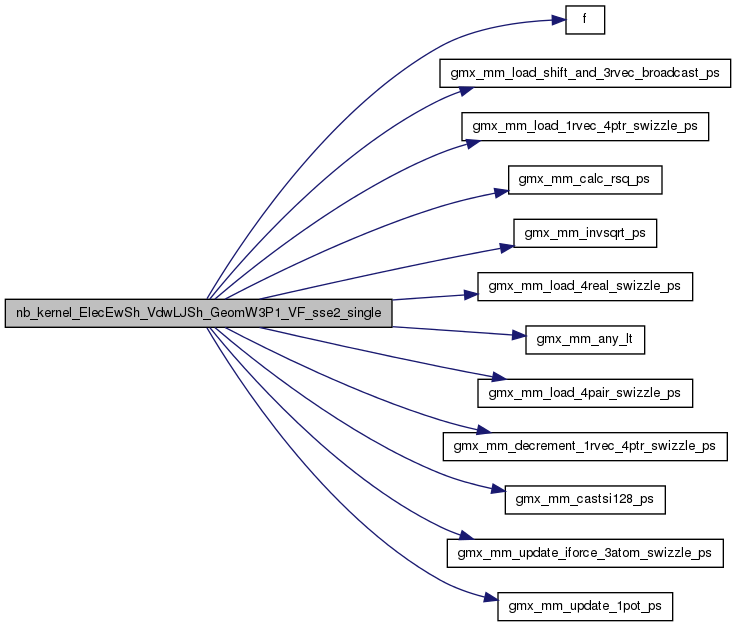 f
gmx_mm_load_shift_and_3rvec_broadcast_ps
gmx_mm_load_1rvec_4ptr_swizzle_ps
gmx_mm_calc_rsq_ps
gmx_mm_invsqrt_ps
gmx_mm_load_4real_swizzle_ps
nb_kernel_ElecEwSh_VdwLJSh_GeomW3P1_VF_sse2_single
gmx_mm_any_lt
gmx_mm_load_4pair_swizzle_ps
gmx_mm_decrement_1rvec_4ptr_swizzle_ps
gmx_mm_castsi128_ps
gmx_mm_update_iforce_3atom_swizzle_ps
gmx_mm_update_1pot_ps